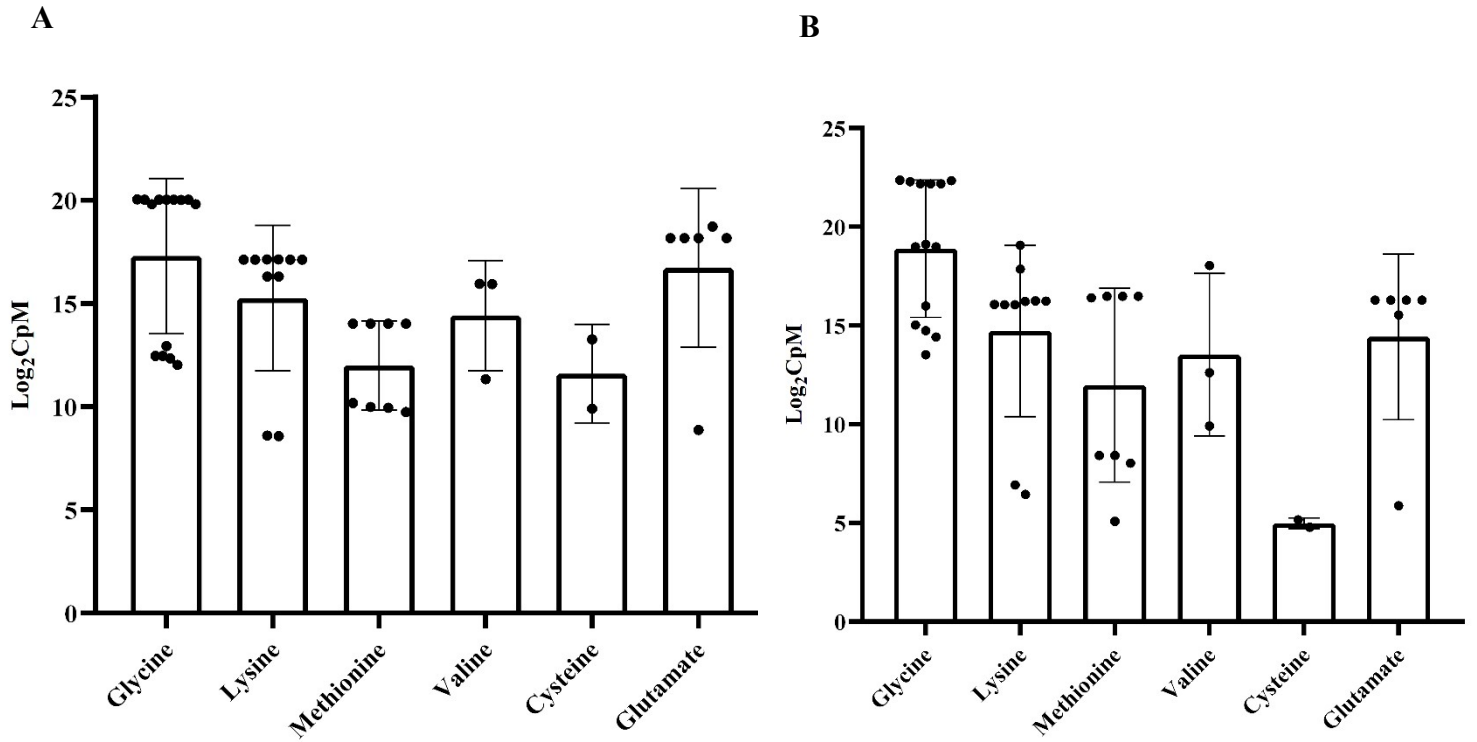 A
25
20
15
10
5
0
Log₂CpM
Glycine
Lysine
Methionine
Valine
Cysteine
Glutamate
B
25
20
15
10
5
0
Log₂CpM
Glycine
Lysine
Methionine
Valine
Cysteine
Glutamate